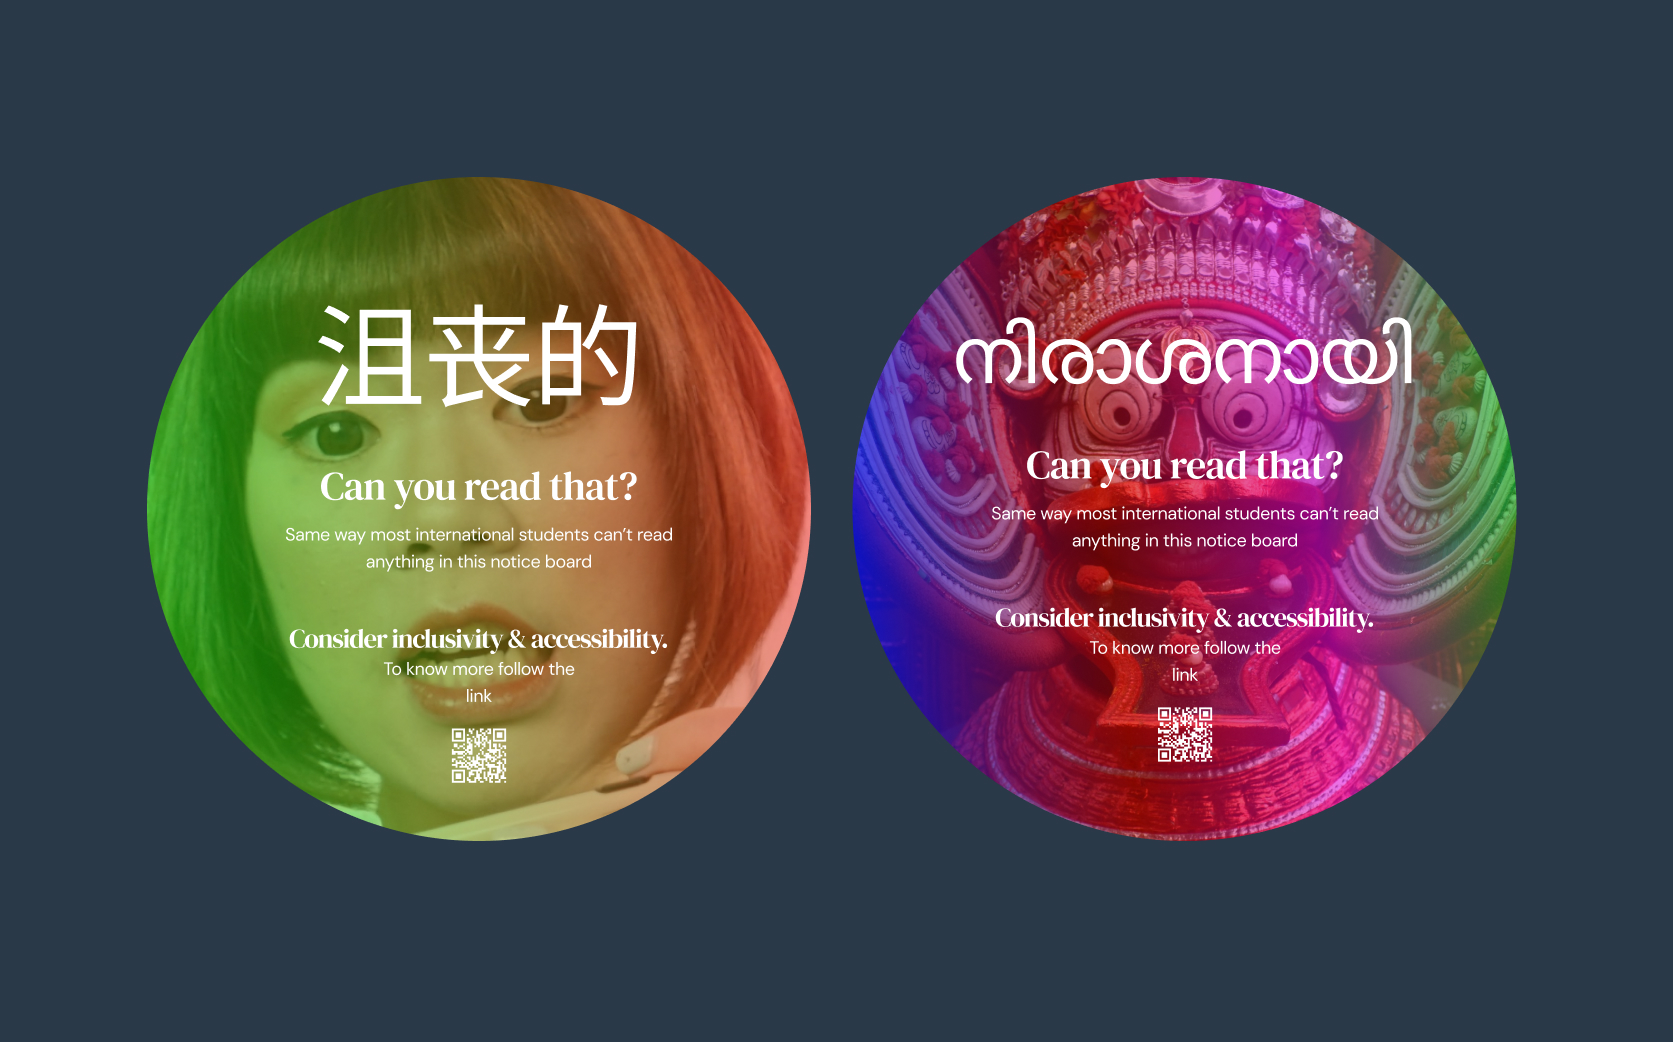 沮丧的
Can you read that?
Same way most international students can’t read
anything in this notice board
Consider inclusivity & accessibility.
To know more follow the
link
നിരാശനായി
Can you read that?
Same way most international students can’t read
anything in this notice board
Consider inclusivity & accessibility.
To know more follow the
link